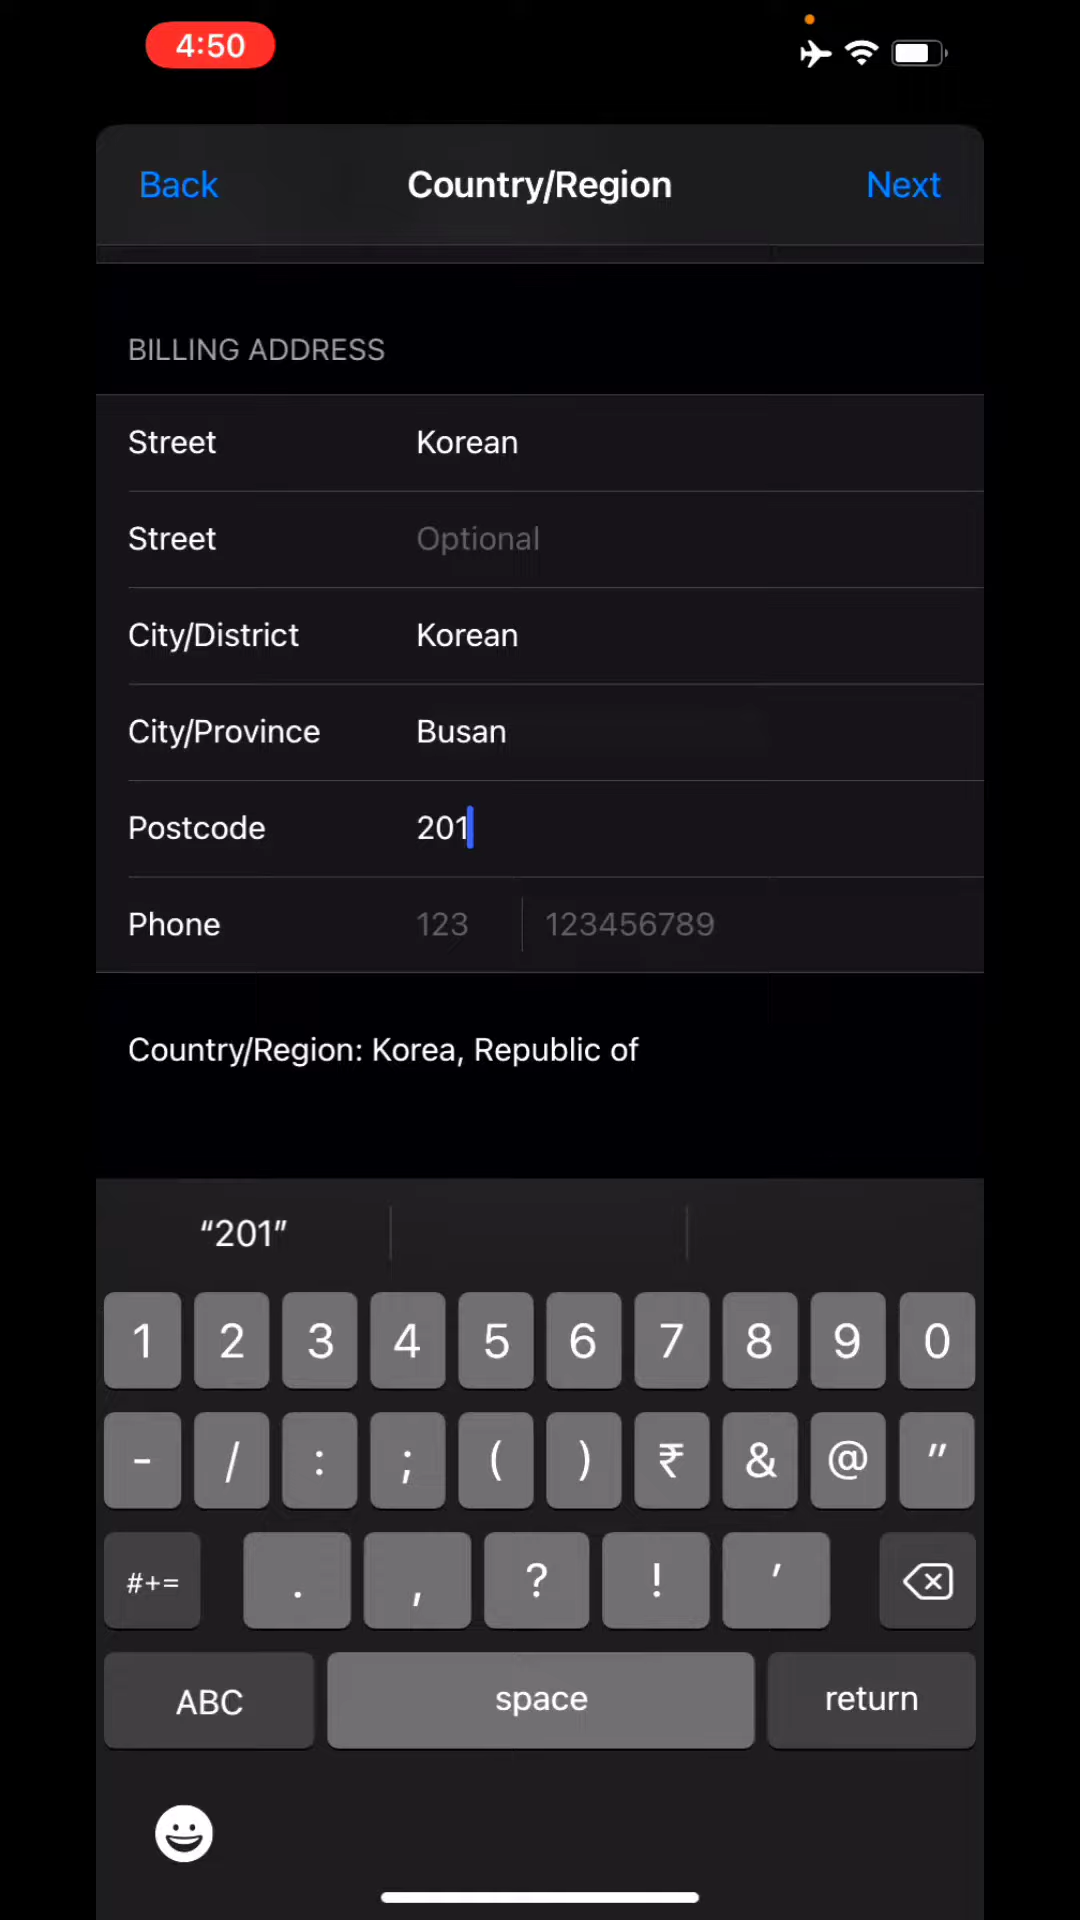 4:50
Back Country/Region Next
BILLING ADDRESS
Street Korean
Street Optional
City/District Korean
City/Province Busan
Postcode 201
Phone 123 123456789
Country/Region: Korea, Republic of
“201”
1 2 3 4 5 6 7 8 9 0
- / : ; ( ) ₹ & @ ”
#+= . , ? ! ’
ABC space return